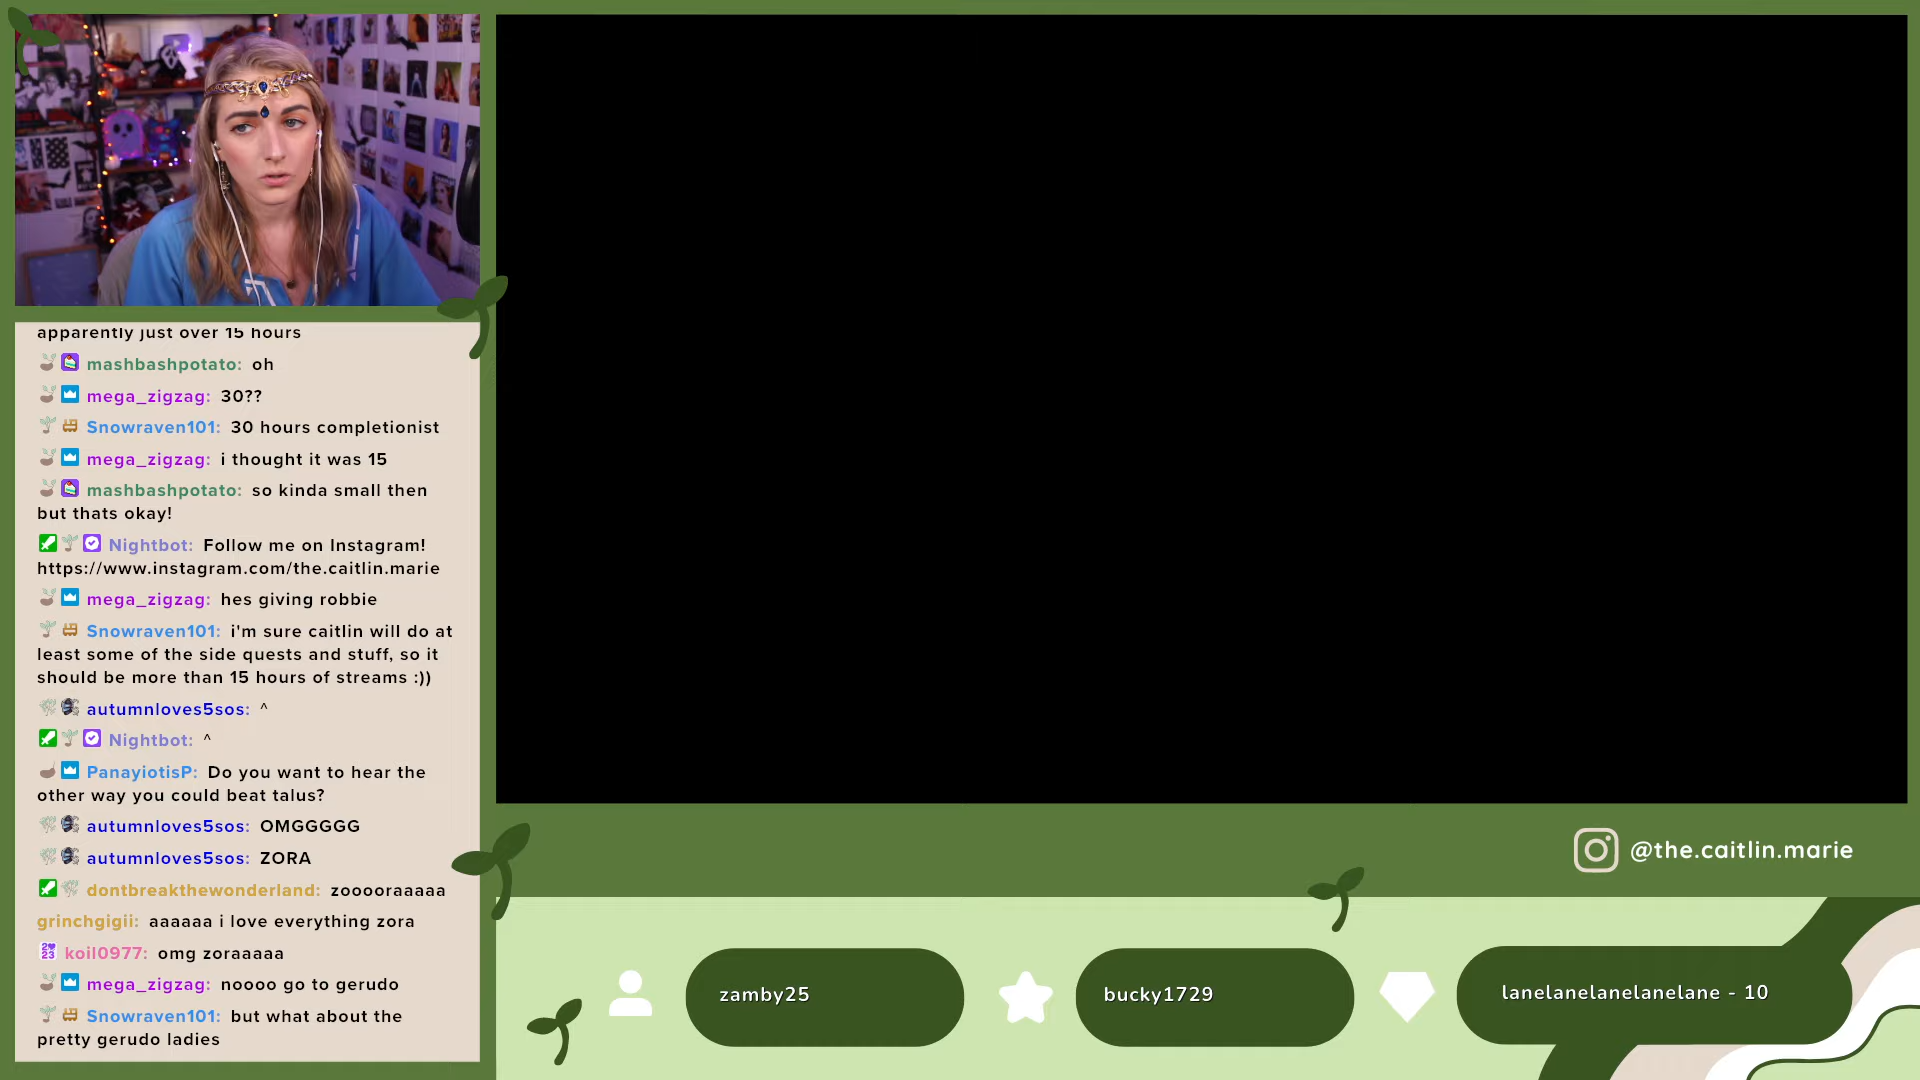 apparently just over 15 hours
mashbashpotato: oh
mega_zigzag: 30??
Snowraven101: 30 hours completionist
mega_zigzag: i thought it was 15
mashbashpotato: so kinda small then
but thats okay!
Nightbot: Follow me on Instagram!
https://www.instagram.com/the.caitlin.marie
mega_zigzag: hes giving robbie
Snowraven101: i'm sure caitlin will do at
least some of the side quests and stuff, so it
should be more than 15 hours of streams :))
autumnloves5sos: ^
Nightbot: ^
PanayiotisP: Do you want to hear the
other way you could beat talus?
autumnloves5sos: OMGGGGG
autumnloves5sos: ZORA
dontbreakthewonderland: zooooraaaaa
grinchgigii: aaaaaa i love everything zora
2 23 koil0977: omg zoraaaaa
mega_zigzag: noooo go to gerudo
Snowraven101: but what about the
pretty gerudo ladies
@the.caitlin.marie
zamby25
bucky1729
lanelanelanelanelane - 10